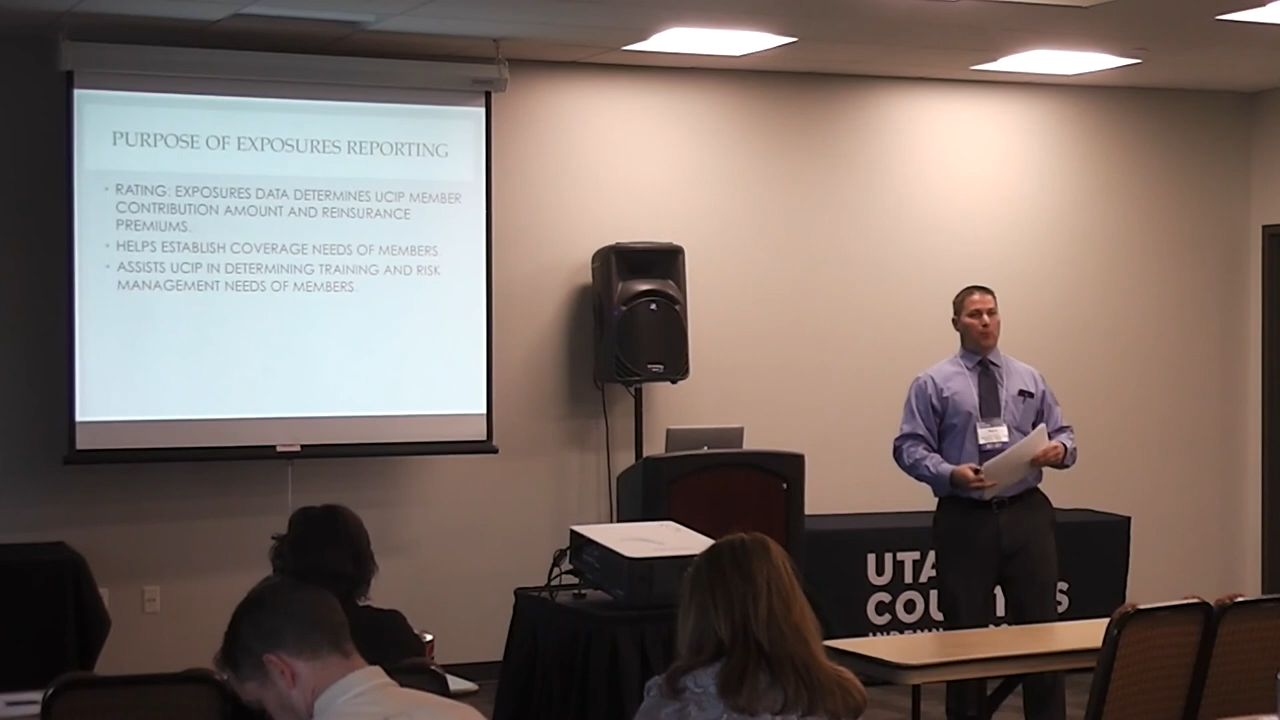 PURPOSE OF EXPOSURES REPORTING
• RATING: EXPOSURES DATA DETERMINES UCIP MEMBER
CONTRIBUTION AMOUNT AND REINSURANCE
PREMIUMS.
• HELPS ESTABLISH COVERAGE NEEDS OF MEMBERS.
• ASSISTS UCIP IN DETERMINING TRAINING AND RISK
MANAGEMENT NEEDS OF MEMBERS
UTA
COU S